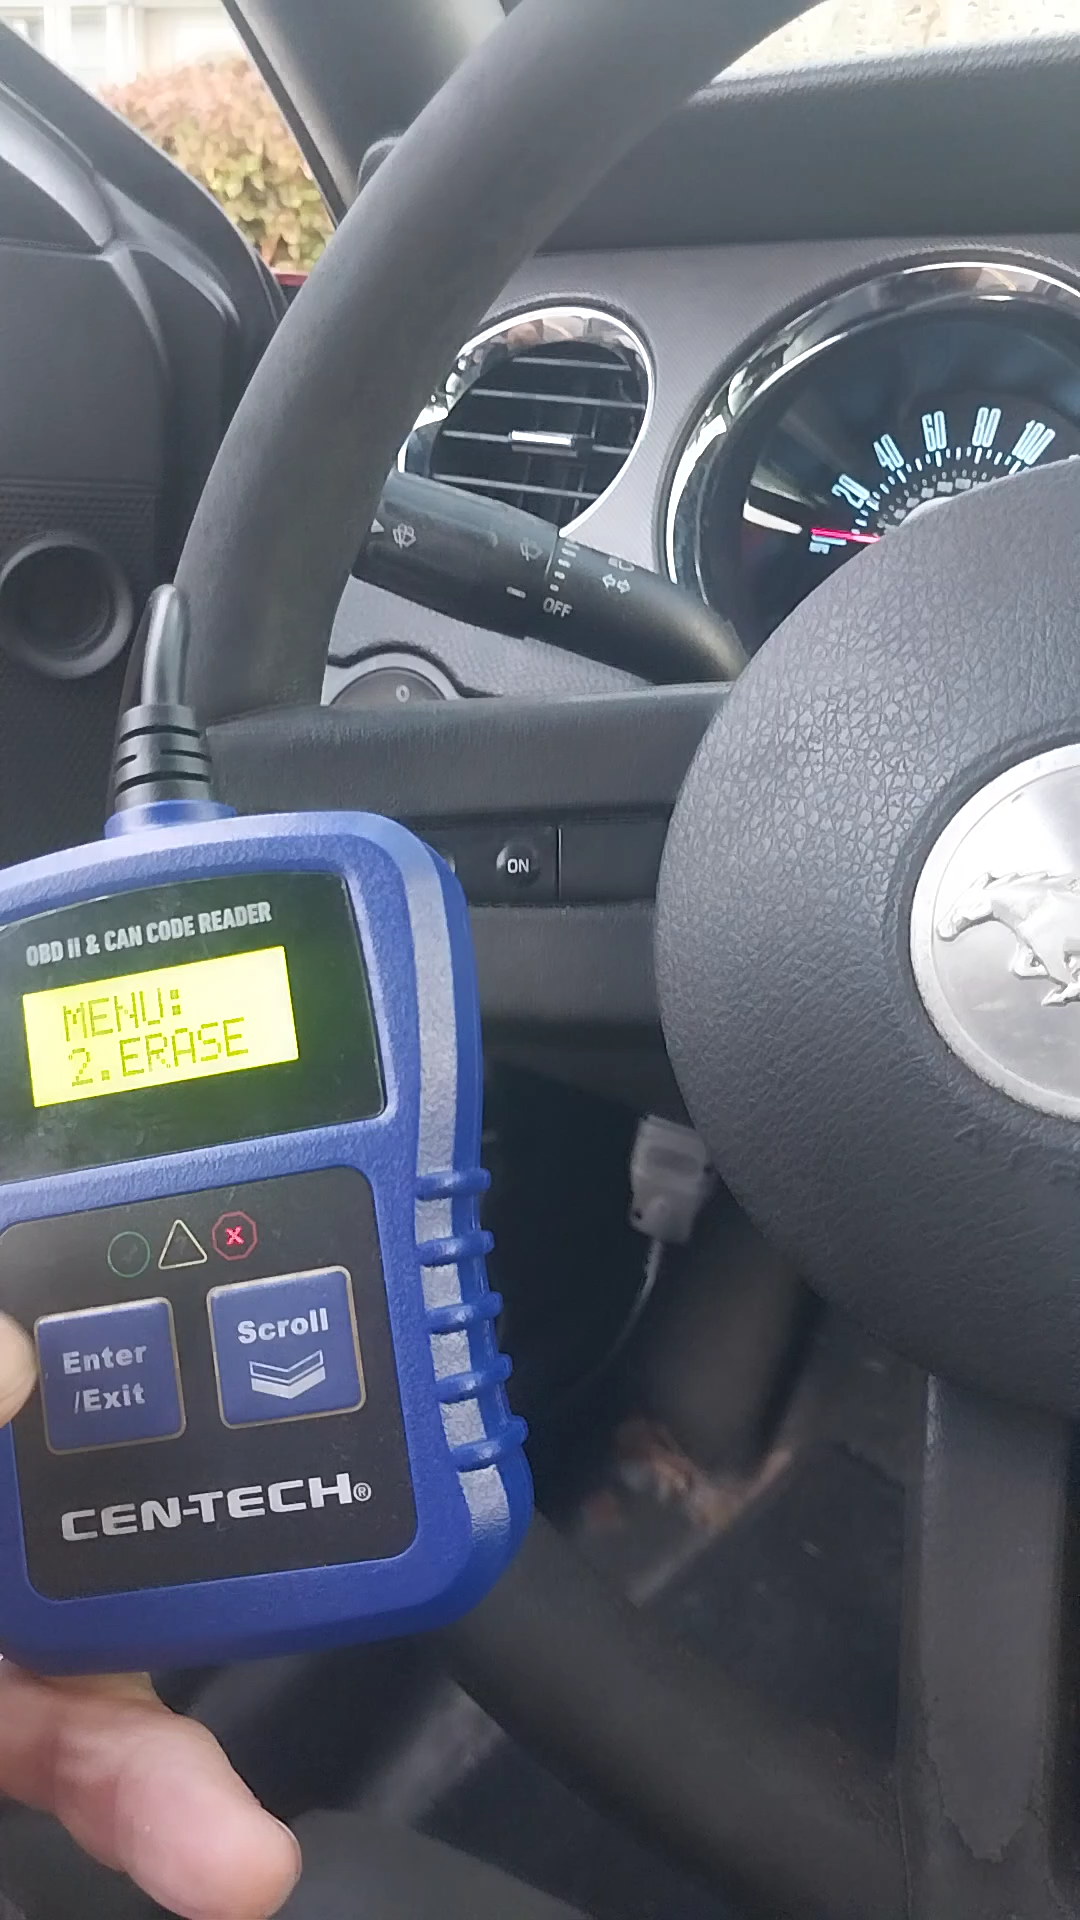 20
40
60
80
100
OFF
ON
OBD II & CAN CODE READER
MENU:
2.ERASE
X
Enter
/Exit
Scroll
CEN-TECH®